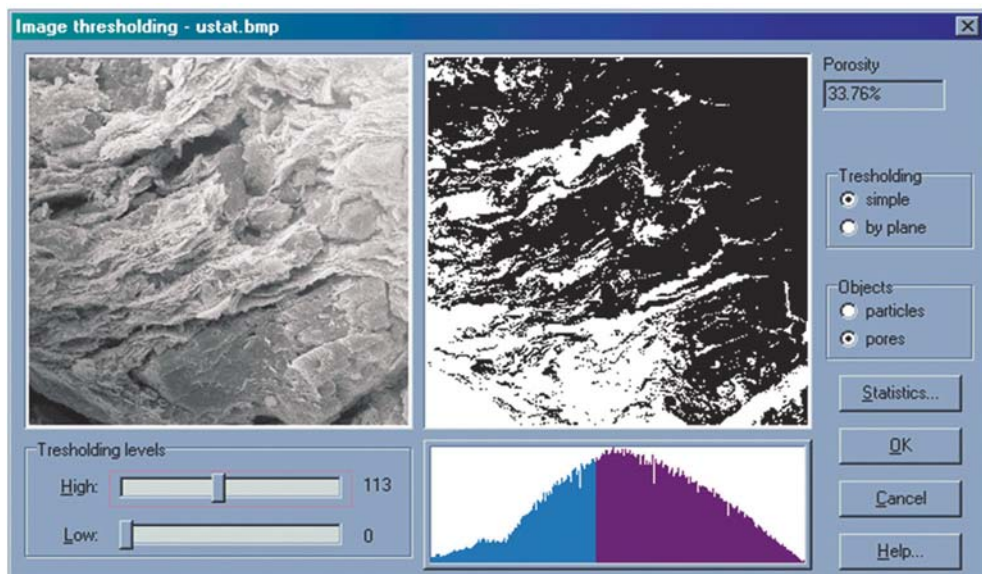 Image thresholding - ustat.bmp
Porosity
33.76%
Tresholding
simple
by plane
Objects
particles
pores
Statistics...
OK
Cancel
Help...
Tresholding levels
High: 113
Low: 0